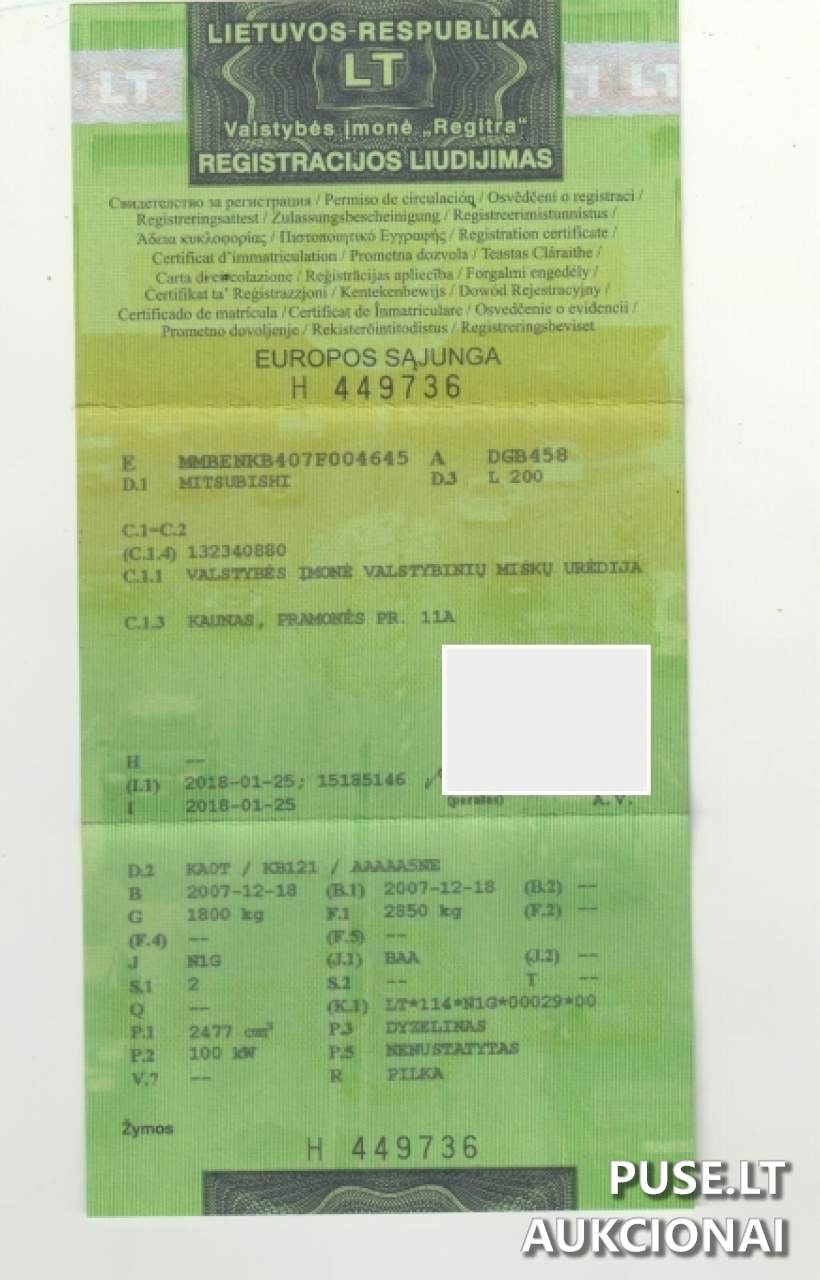 LIETUVOS RESPUBLIKA
LT
LT
LT LT
Valstybės įmonė „Regitra“
REGISTRACIJOS LIUDIJIMAS
Свидетелство за регистрация / Permiso de circulación / Osvědčení o registraci /
Registreringsattest / Zulassungsbescheinigung / Registreerimistunnistus /
Άδεια κυκλοφορίας / Πιστοποιητικό Εγγραφής / Registration certificate /
Certificat d'immatriculation / Prometna dozvola / Teastas Cláraithe /
Carta di circolazione / Reģistrācijas apliecība / Forgalmi engedély /
Ċertifikat ta' Reġistrazzjoni / Kentekenbewijs / Dowód Rejestracyjny /
Certificado de matrícula / Certificat de Înmatriculare / Osvedčenie o evidencii /
Prometno dovoljenje / Rekisteröintitodistus / Registreringsbeviset
EUROPOS SĄJUNGA
H 449736
E MMBENKB407F004645 A DGB458
D.1 MITSUBISHI D.3 L 200
C.1-C.2
(C.1.4) 132340880
C.1.1 VALSTYBĖS ĮMONĖ VALSTYBINIŲ MIŠKŲ URĖDIJA
C.1.3 KAUNAS, PRAMONĖS PR. 11A
H --
(I.1) 2018-01-25; 15185146
I 2018-01-25 (parašas) A.V.
D.2 KA0T / KB121 / AAAAA5NE
B 2007-12-18 (B.1) 2007-12-18 (B.2) --
G 1800 kg F.1 2850 kg (F.2) --
(F.4) -- (F.5) --
J N1G (J.1) BAA (J.2) --
S.1 2 S.2 -- T --
Q -- (K.1) LT*114*N1G*00029*00
P.1 2477 cm³ P.3 DYZELINAS
P.2 100 kW P.5 NENUSTATYTAS
V.7 -- R PILKA
Žymos
H 449736
PUSE.LT
AUKCIONAI